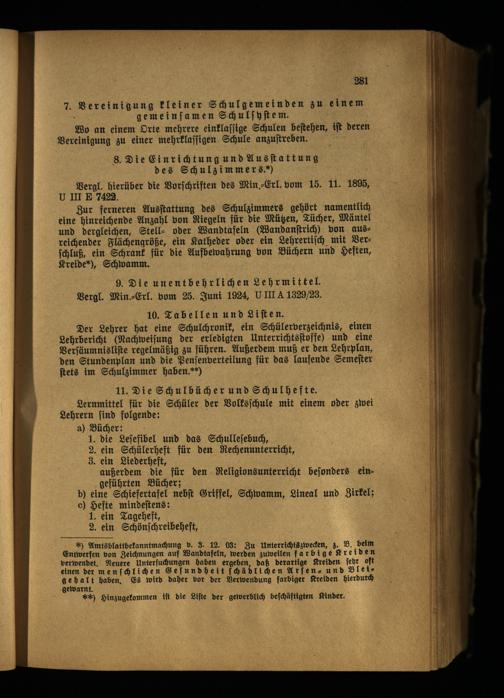 281
7. Vereinigung kleiner Schulgemeinden zu einem
gemeinsamen Schulsystem.
Wo an einem Orte mehrere einklassige Schulen bestehen, ist deren
Vereinigung zu einer mehrklassigen Schule anzustreben.
8. Die Einrichtung und Ausstattung
des Schulzimmers.*)
Vergl. hierüber die Vorschriften des Min.-Erl. vom 15. 11. 1895,
U III E 7422.
Zur ferneren Ausstattung des Schulzimmers gehört namentlich
eine hinreichende Anzahl von Riegeln für die Mützen, Tücher, Mäntel
und dergleichen, Stell- oder Wandtafeln (Wandanstrich) von aus-
reichender Flächengröße, ein Katheder oder ein Lehrertisch mit Ver-
schluß, ein Schrank für die Aufbewahrung von Büchern und Heften,
Kreide*), Schwamm.
9. Die unentbehrlichen Lehrmittel.
Vergl. Min.-Erl. vom 25. Juni 1924, U III A 1329/23.
10. Tabellen und Listen.
Der Lehrer hat eine Schulchronik, ein Schülerverzeichnis, einen
Lehrbericht (Nachweisung der erledigten Unterrichtsstoffe) und eine
Versäumnisliste regelmäßig zu führen. Außerdem muß er den Lehrplan,
den Stundenplan und die Pensenverteilung für das laufende Semester
stets im Schulzimmer haben.**)
11. Die Schulbücher und Schulhefte.
Lernmittel für die Schüler der Volksschule mit einem oder zwei
Lehrern sind folgende:
a) Bücher:
1. die Lesefibel und das Schullesebuch,
2. ein Schülerheft für den Rechenunterricht,
3. ein Liederheft,
außerdem die für den Religionsunterricht besonders ein-
geführten Bücher;
b) eine Schiefertafel nebst Griffel, Schwamm, Lineal und Zirkel;
c) Hefte mindestens:
1. ein Tageheft,
2. ein Schönschreibeheft,
*) Amtsblattbekanntmachung v. 3. 12. 03: Zu Unterrichtszwecken, z. B. beim
Entwerfen von Zeichnungen auf Wandtafeln, werden zuweilen farbige Kreiden
verwendet. Neuere Untersuchungen haben ergeben, daß derartige Kreiden sehr oft
einen der menschlichen Gesundheit schädlichen Arsen- und Blei-
gehalt haben. Es wird daher vor der Verwendung farbiger Kreiden hierdurch
gewarnt.
**) Hinzugekommen ist die Liste der gewerblich beschäftigten Kinder.